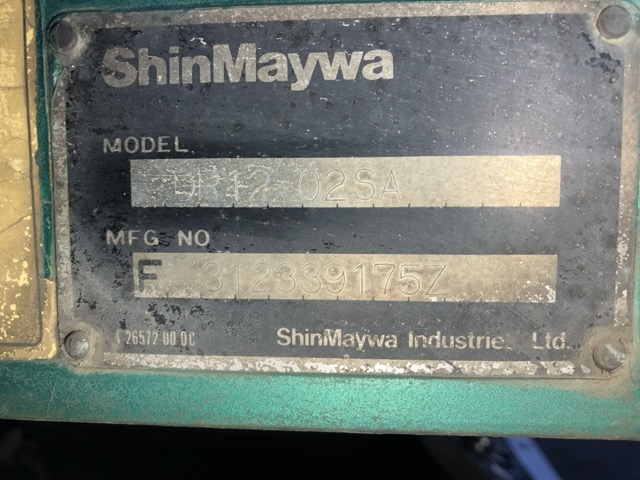 ShinMaywa
MODEL
DR12-02SA
MFG NO
F 312339175Z
26572 00 0C
ShinMaywa Industries Ltd.